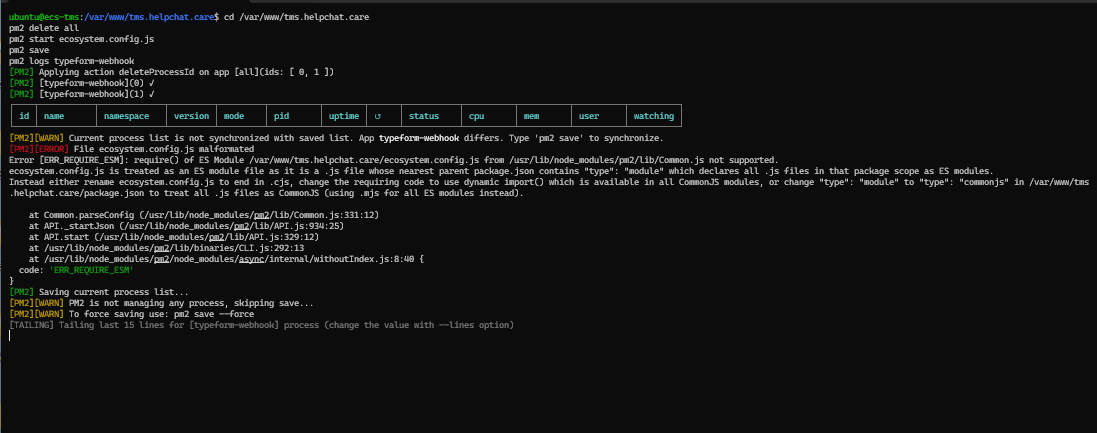 ubuntu@ecs-tms:/var/www/tms.helpchat.care$ cd /var/www/tms.helpchat.care
pm2 delete all
pm2 start ecosystem.config.js
pm2 save
pm2 logs typeform-webhook
[PM2] Applying action deleteProcessId on app [all](ids: [ 0, 1 ])
[PM2] [typeform-webhook](0) ✓
[PM2] [typeform-webhook](1) ✓
id name namespace version mode pid uptime ↺ status cpu mem user watching
[PM2][WARN] Current process list is not synchronized with saved list. App typeform-webhook differs. Type 'pm2 save' to synchronize.
[PM2][ERROR] File ecosystem.config.js malformated
Error [ERR_REQUIRE_ESM]: require() of ES Module /var/www/tms.helpchat.care/ecosystem.config.js from /usr/lib/node_modules/pm2/lib/Common.js not supported.
ecosystem.config.js is treated as an ES module file as it is a .js file whose nearest parent package.json contains "type": "module" which declares all .js files in that package scope as ES modules.
Instead either rename ecosystem.config.js to end in .cjs, change the requiring code to use dynamic import() which is available in all CommonJS modules, or change "type": "module" to "type": "commonjs" in /var/www/tms
.helpchat.care/package.json to treat all .js files as CommonJS (using .mjs for all ES modules instead).
at Common.parseConfig (/usr/lib/node_modules/pm2/lib/Common.js:331:12)
at API._startJson (/usr/lib/node_modules/pm2/lib/API.js:934:25)
at API.start (/usr/lib/node_modules/pm2/lib/API.js:329:12)
at /usr/lib/node_modules/pm2/lib/binaries/CLI.js:292:13
at /usr/lib/node_modules/pm2/node_modules/async/internal/withoutIndex.js:8:40 {
code: 'ERR_REQUIRE_ESM'
}
[PM2] Saving current process list...
[PM2][WARN] PM2 is not managing any process, skipping save...
[PM2][WARN] To force saving use: pm2 save --force
[TAILING] Tailing last 15 lines for [typeform-webhook] process (change the value with --lines option)